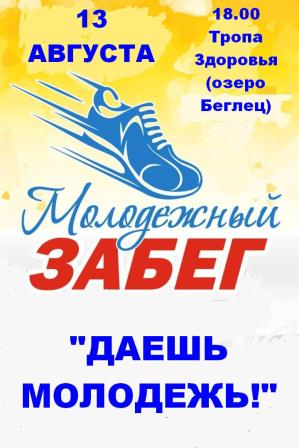 13
АВГУСТА
18.00
Тропа
Здоровья
(озеро
Беглец)
Молодежный
ЗАБЕГ
"ДАЕШЬ
МОЛОДЕЖЬ!"